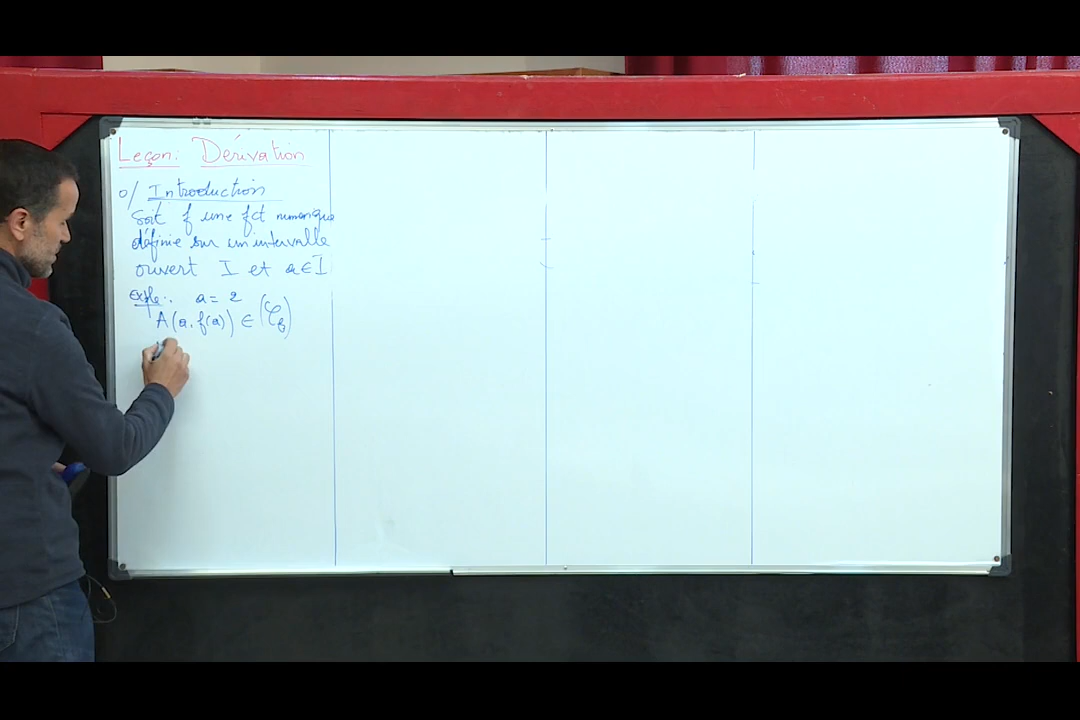 Leçon: Dérivation
0/ Introduction
Soit f une fct numérique
définie sur un intervalle
ouvert I et a ∈ I
Exple: a = 2
A(a, f(a)) ∈ (𝒞f)